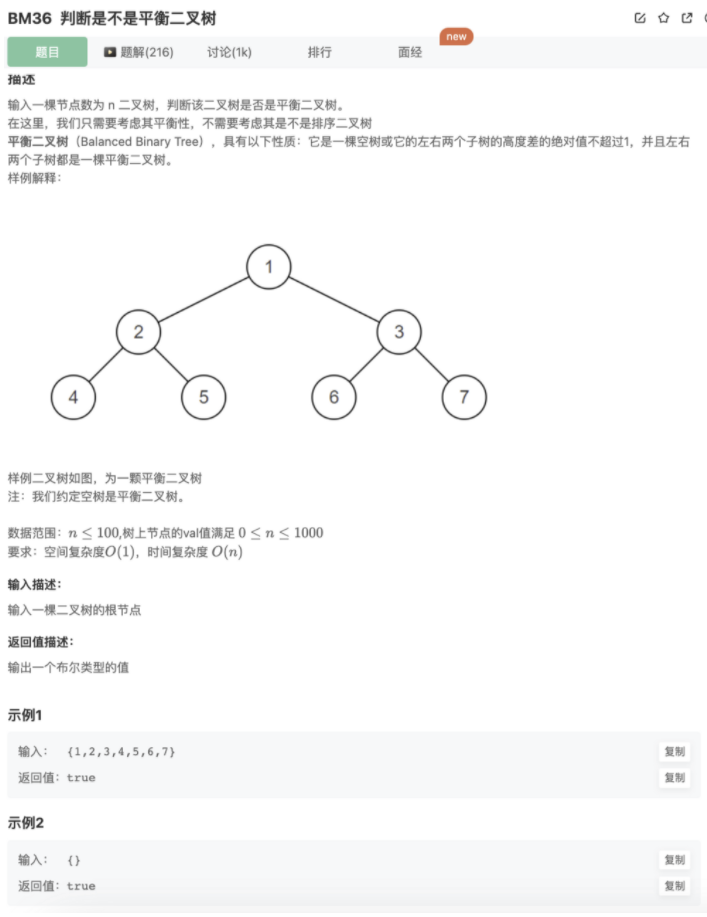 BM36 判断是不是平衡二叉树
new
题目 题解(216) 讨论(1k) 排行 面经
描述
输入一棵节点数为 n 二叉树，判断该二叉树是否是平衡二叉树。
在这里，我们只需要考虑其平衡性，不需要考虑其是不是排序二叉树
平衡二叉树（Balanced Binary Tree），具有以下性质：它是一棵空树或它的左右两个子树的高度差的绝对值不超过1，并且左右
两个子树都是一棵平衡二叉树。
样例解释：
1
2 3
4 5 6 7
样例二叉树如图，为一颗平衡二叉树
注：我们约定空树是平衡二叉树。
数据范围：n ≤ 100,树上节点的val值满足 0 ≤ n ≤ 1000
要求：空间复杂度O(1)，时间复杂度 O(n)
输入描述：
输入一棵二叉树的根节点
返回值描述：
输出一个布尔类型的值
示例1
输入： {1,2,3,4,5,6,7} 复制
返回值：true 复制
示例2
输入： {} 复制
返回值：true 复制